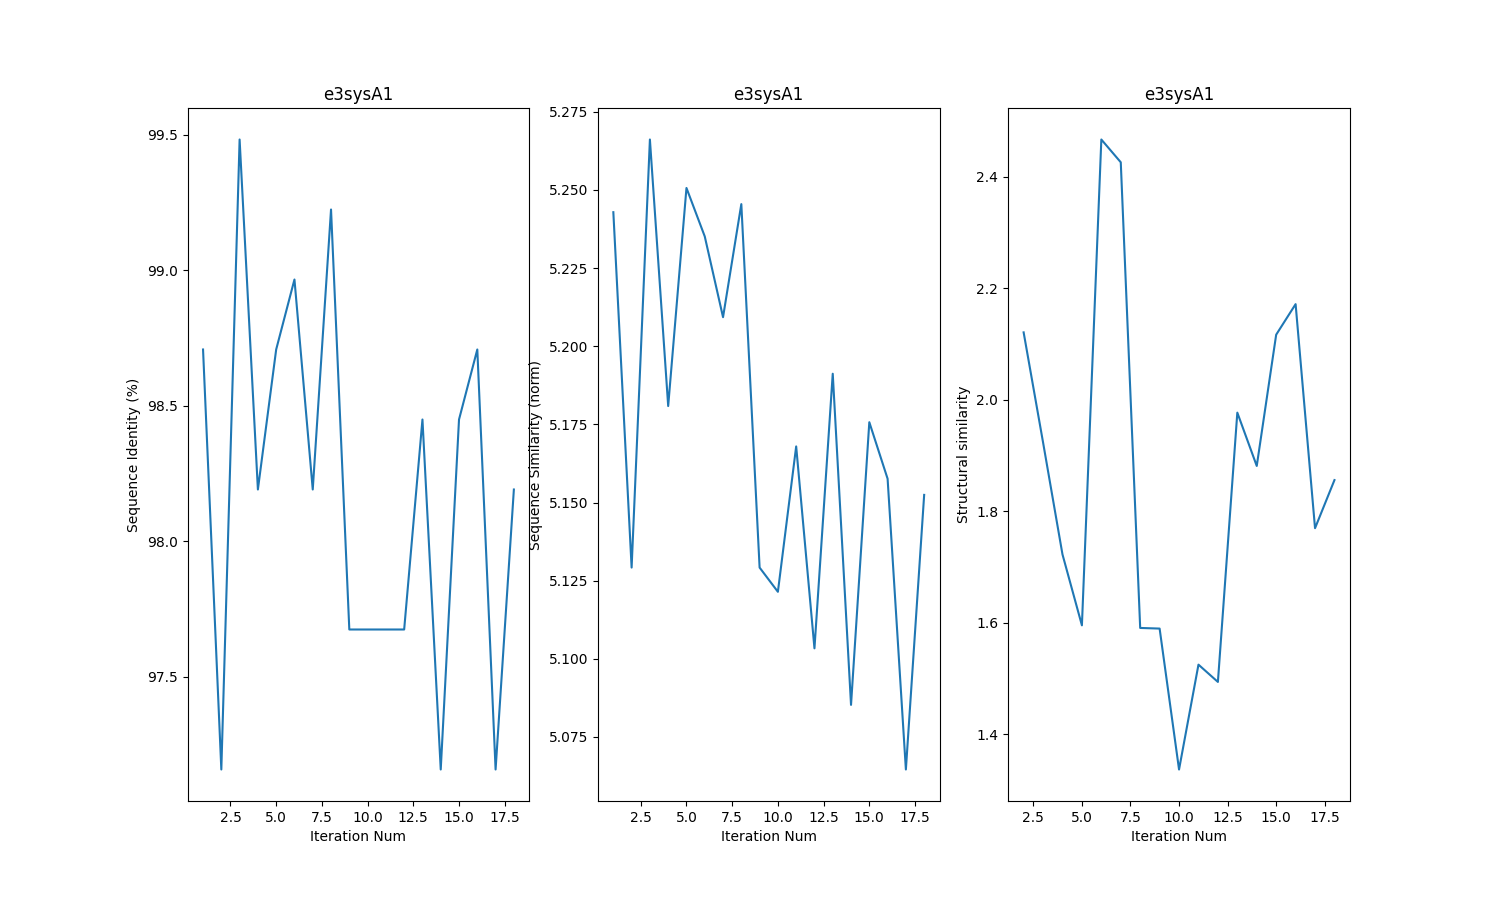 e3sysA1
Sequence Identity (%)
99.5
99.0
98.5
98.0
97.5
2.5 5.0 7.5 10.0 12.5 15.0 17.5
Iteration Num
e3sysA1
Sequence Similarity (norm)
5.275
5.250
5.225
5.200
5.175
5.150
5.125
5.100
5.075
2.5 5.0 7.5 10.0 12.5 15.0 17.5
Iteration Num
e3sysA1
Structural similarity
2.4
2.2
2.0
1.8
1.6
1.4
2.5 5.0 7.5 10.0 12.5 15.0 17.5
Iteration Num